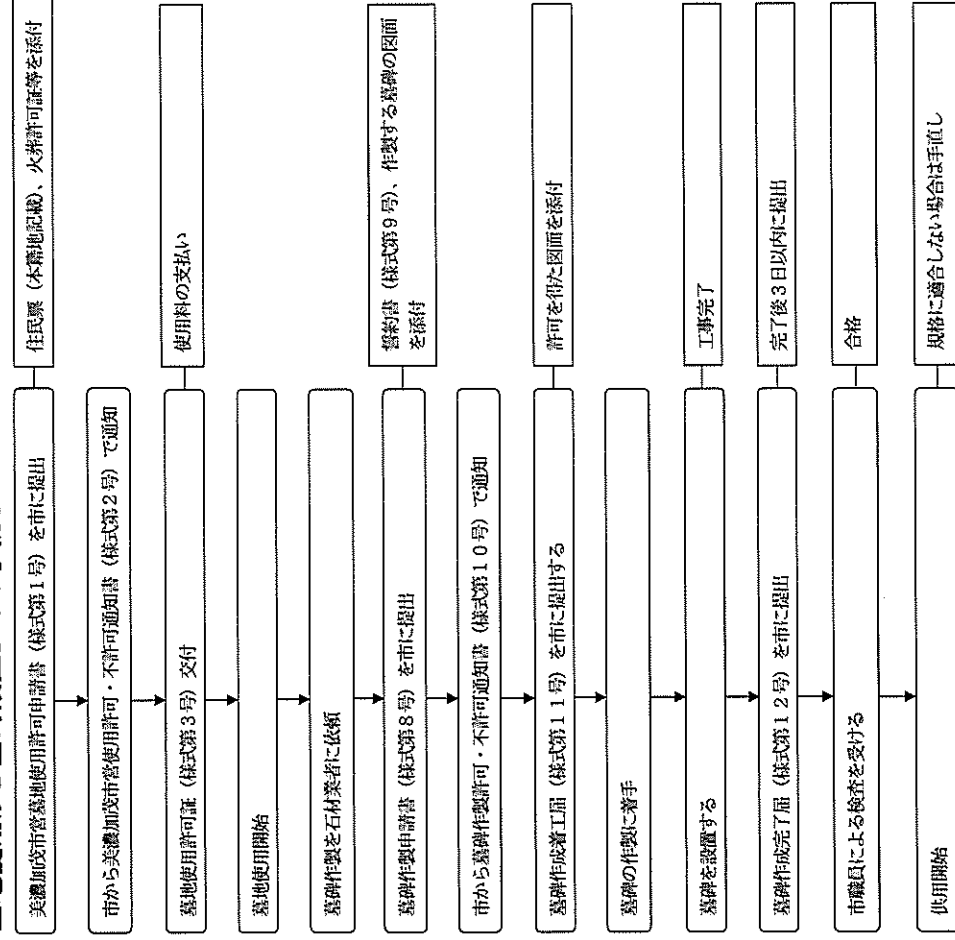 美濃加茂市営墓地使用許可申請書（様式第１号）を市に提出
住民票（本籍地記載）、火葬許可証等を添付
市から美濃加茂市営使用許可・不許可通知書（様式第２号）で通知
墓地使用許可証（様式第３号）交付
使用料の支払い
墓地使用開始
墓碑作製を石材業者に依頼
墓碑作製申請書（様式第８号）を市に提出
誓約書（様式第９号）、作製する墓碑の図面
を添付
市から墓碑作製許可・不許可通知書（様式第１０号）で通知
墓碑作成着工届（様式第１１号）を市に提出する
許可を得た図面を添付
墓碑の作製に着手
墓碑を設置する
工事完了
墓碑作成完了届（様式第１２号）を市に提出
完了後３日以内に提出
市職員による検査を受ける
合格
供用開始
規格に適合しない場合は手直し